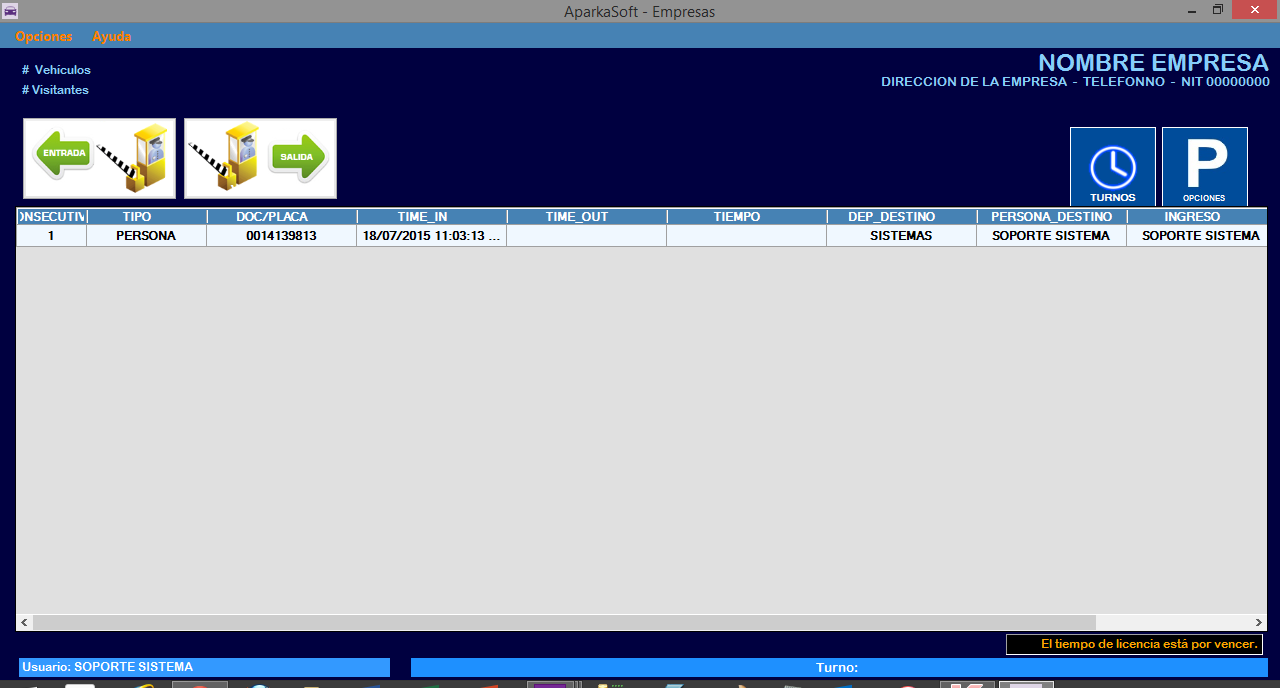 AparkaSoft - Empresas
Opciones Ayuda
# Vehículos
# Visitantes
NOMBRE EMPRESA
DIRECCION DE LA EMPRESA - TELEFONNO - NIT 00000000
ENTRADA
SALIDA
TURNOS
P
OPCIONES
ONSECUTIV TIPO DOC/PLACA TIME_IN TIME_OUT TIEMPO DEP_DESTINO PERSONA_DESTINO INGRESO
1 PERSONA 0014139813 18/07/2015 11:03:13 ... SISTEMAS SOPORTE SISTEMA SOPORTE SISTEMA
El tiempo de licencia está por vencer.
Usuario: SOPORTE SISTEMA
Turno: